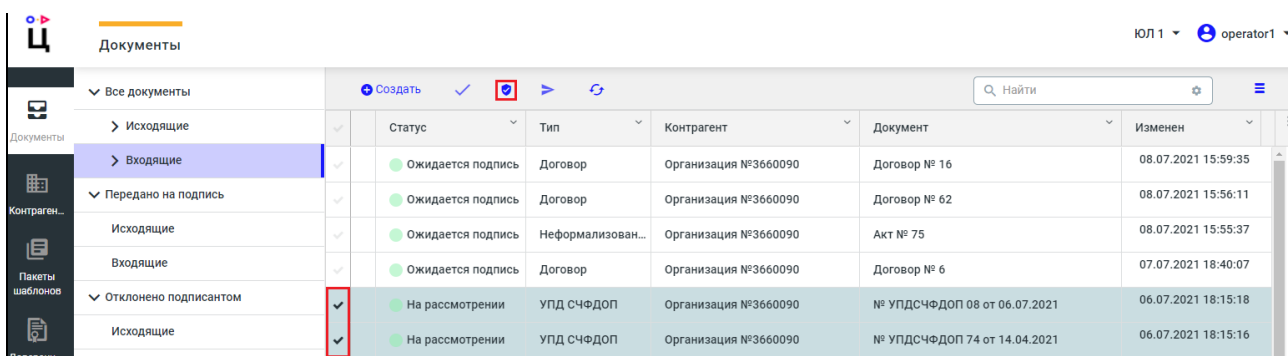 Ц
Документы
ЮЛ 1
operator1
Документы
Контраген...
Пакеты
шаблонов
Все документы
Исходящие
Входящие
Передано на подпись
Исходящие
Входящие
Отклонено подписантом
Исходящие
Создать
Найти
Статус Тип Контрагент Документ Изменен
Ожидается подпись Договор Организация №3660090 Договор № 16 08.07.2021 15:59:35
Ожидается подпись Договор Организация №3660090 Договор № 62 08.07.2021 15:56:11
Ожидается подпись Неформализован... Организация №3660090 Акт № 75 08.07.2021 15:55:37
Ожидается подпись Договор Организация №3660090 Договор № 6 07.07.2021 18:40:07
На рассмотрении УПД СЧФДОП Организация №3660090 № УПДСЧФДОП 08 от 06.07.2021 06.07.2021 18:15:18
На рассмотрении УПД СЧФДОП Организация №3660090 № УПДСЧФДОП 74 от 14.04.2021 06.07.2021 18:15:16